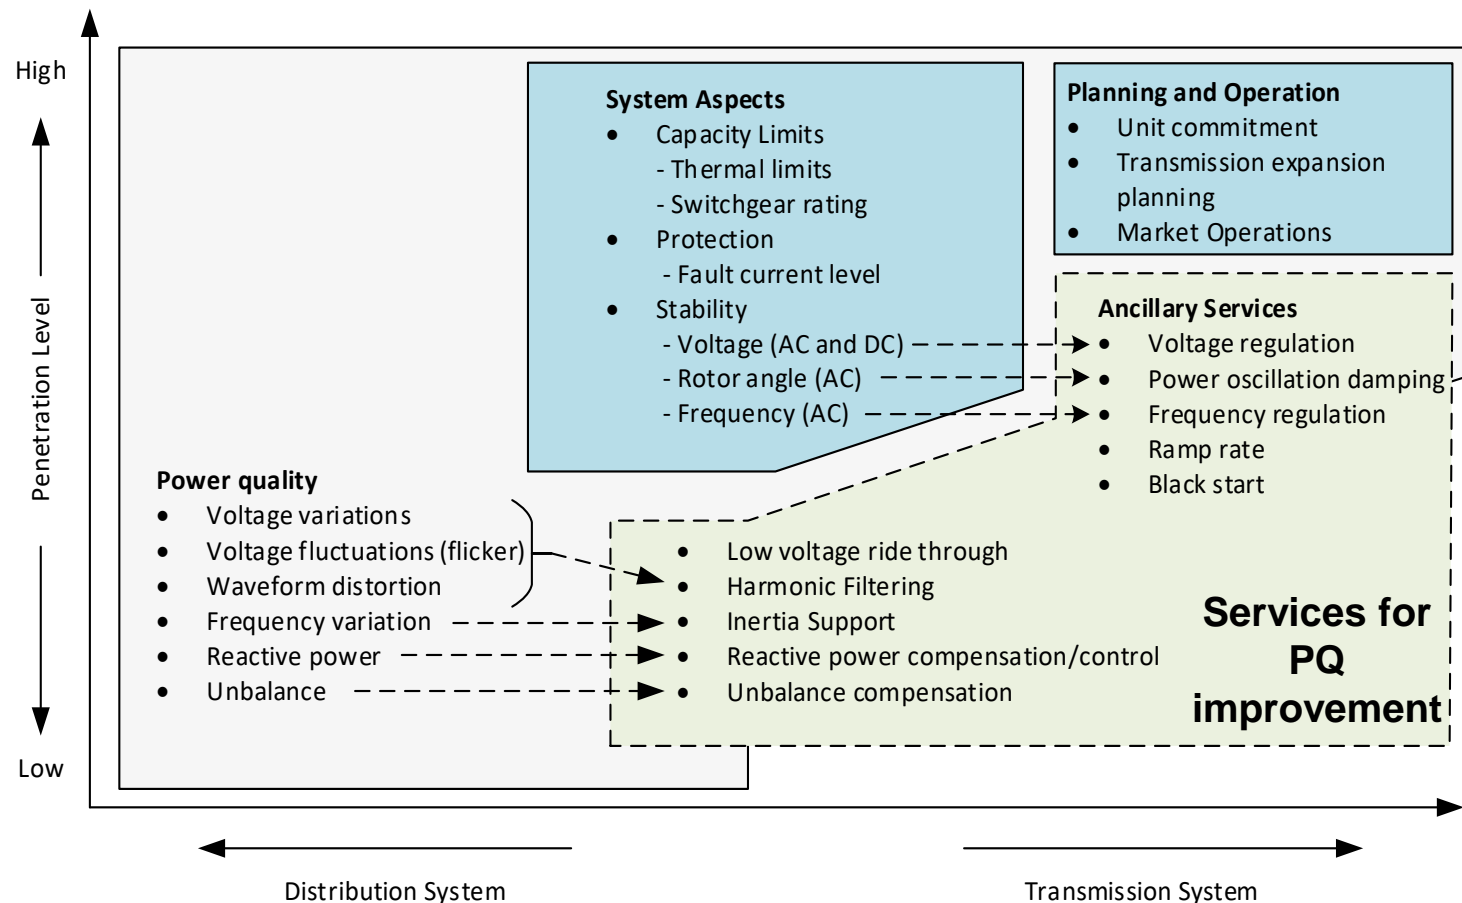 High
Penetration Level
Low
System Aspects
• Capacity Limits
- Thermal limits
- Switchgear rating
• Protection
- Fault current level
• Stability
- Voltage (AC and DC)
- Rotor angle (AC)
- Frequency (AC)
Planning and Operation
• Unit commitment
• Transmission expansion
planning
• Market Operations
Ancillary Services
• Voltage regulation
• Power oscillation damping
• Frequency regulation
• Ramp rate
• Black start
Power quality
• Voltage variations
• Voltage fluctuations (flicker)
• Waveform distortion
• Frequency variation
• Reactive power
• Unbalance
• Low voltage ride through
• Harmonic Filtering
• Inertia Support
• Reactive power compensation/control
• Unbalance compensation
Services for
PQ
improvement
Distribution System
Transmission System